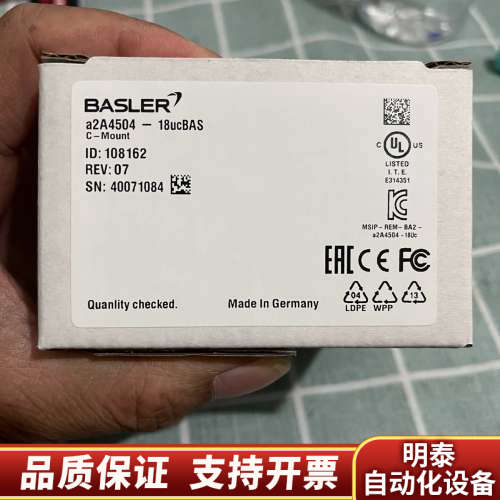 BASLER
a2A4504 – 18ucBAS
C–Mount
ID: 108162
REV: 07
SN: 40071084
C UL US
LISTED
I. T. E.
E314351
MSIP - REM - BA2 -
a2A4504 - 18Uc
EAC CE FC
04 13
LDPE WPP
Quanlity checked.
Made In Germany
品质保证 支持开票
明泰
自动化设备